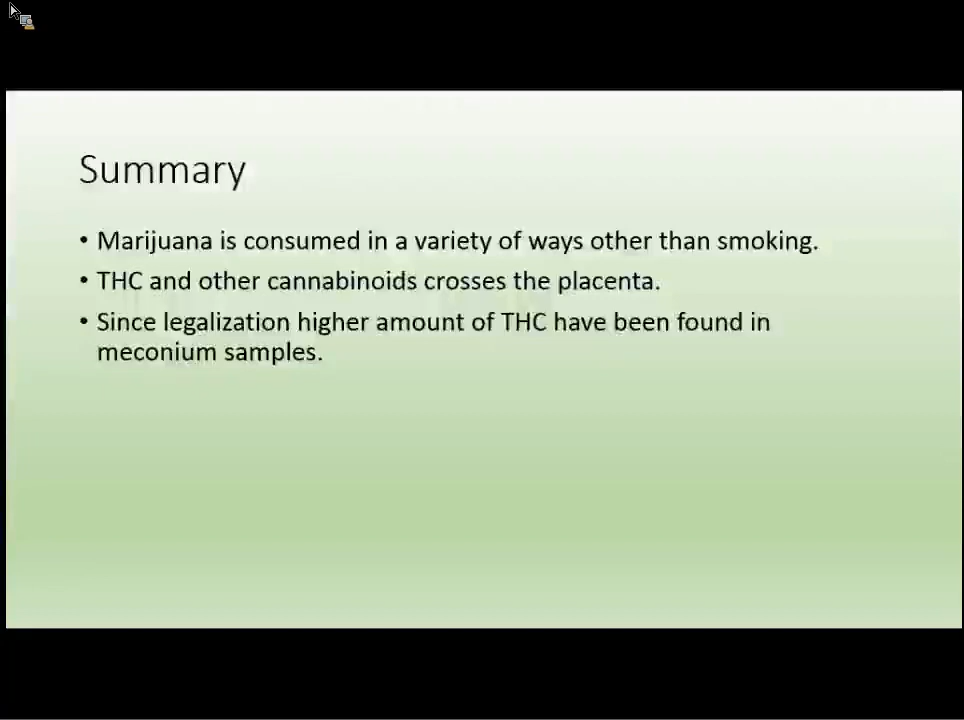 Summary
• Marijuana is consumed in a variety of ways other than smoking.
• THC and other cannabinoids crosses the placenta.
• Since legalization higher amount of THC have been found in
meconium samples.